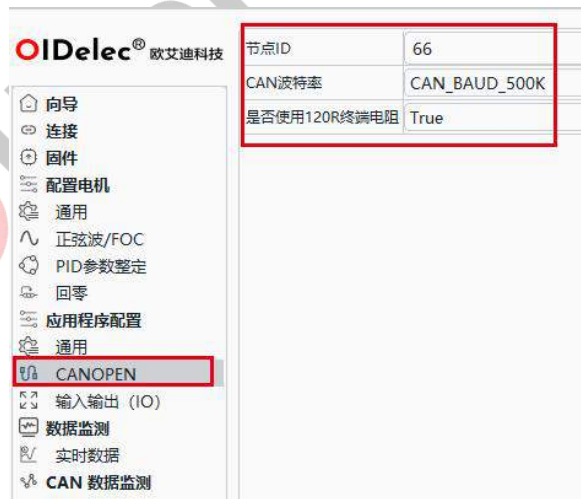 OIDelec® 欧艾迪科技
向导
连接
固件
配置电机
通用
正弦波/FOC
PID参数整定
回零
应用程序配置
通用
CANOPEN
输入输出（IO）
数据监测
实时数据
CAN 数据监测
节点ID 66
CAN波特率 CAN_BAUD_500K
是否使用120R终端电阻 True